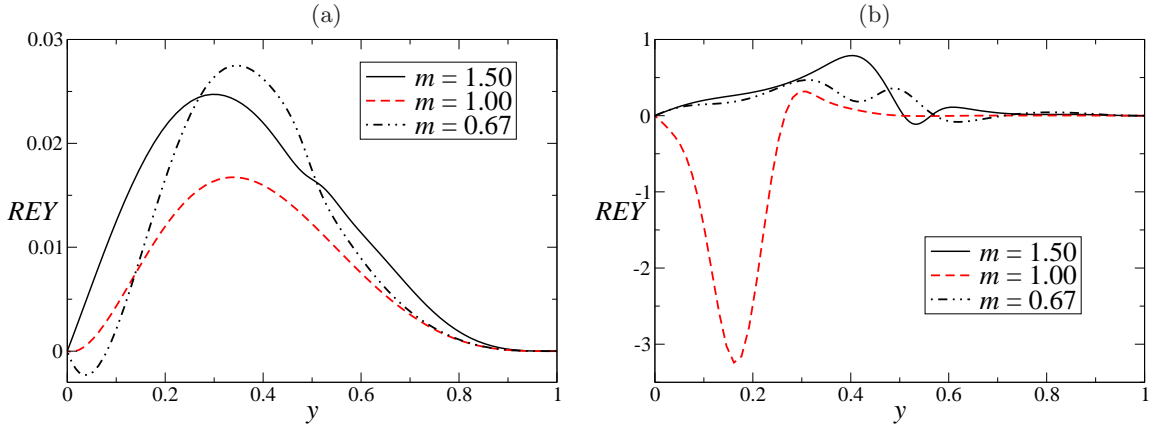 (a)
0.03
0.02
0.01
0
REY
m = 1.50
m = 1.00
m = 0.67
0 0.2 0.4 0.6 0.8 1
y
(b)
1
0
-1
-2
-3
REY
m = 1.50
m = 1.00
m = 0.67
0 0.2 0.4 0.6 0.8 1
y